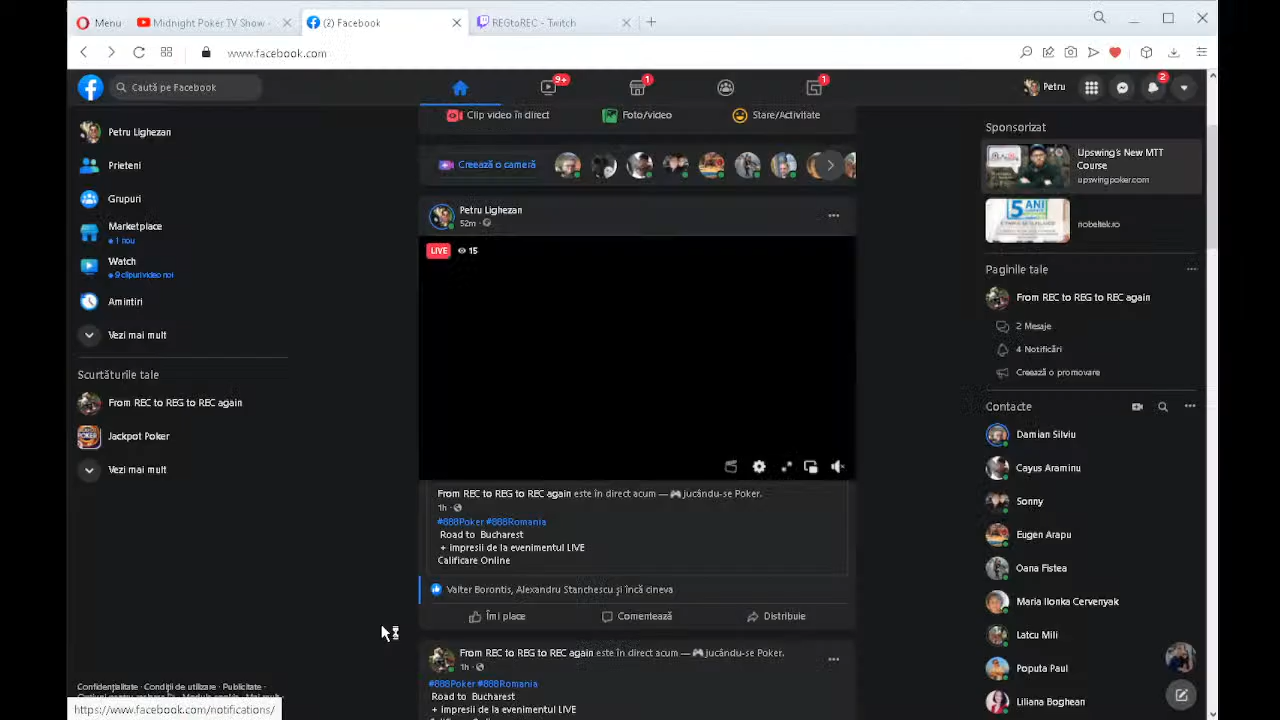 Menu
Midnight Poker TV Show -
(2) Facebook
REGtoREC - Twitch
www.facebook.com
Caută pe Facebook
9+
1
1
Petru
2
Petru Lighezan
Prieteni
Grupuri
Marketplace
1 nou
Watch
9 clipuri video noi
Amintiri
Vezi mai mult
Scurtăturile tale
From REC to REG to REC again
Jackpot Poker
Vezi mai mult
Confidențialitate · Condiții de utilizare · Publicitate ·
https://www.facebook.com/notifications/
Clip video în direct
Foto/video
Stare/Activitate
Creează o cameră
Petru Lighezan
52m ·
LIVE
15
From REC to REG to REC again este în direct acum — jucându-se Poker.
1h ·
#888Poker #888Romania
Road to Bucharest
+ impresii de la evenimentul LIVE
Calificare Online
Valter Borontis, Alexandru Stanchescu și încă cineva
Îmi place
Comentează
Distribuie
From REC to REG to REC again este în direct acum — jucându-se Poker.
1h ·
#888Poker #888Romania
Road to Bucharest
+ impresii de la evenimentul LIVE
Sponsorizat
Upswing's New MTT
Course
upswingpoker.com
5 ANI
nobeltek.ro
Paginile tale
From REC to REG to REC again
2 Mesaje
4 Notificări
Creează o promovare
Contacte
Damian Silviu
Cayus Araminu
Sonny
Eugen Arapu
Oana Fistea
Maria Ilonka Cervenyak
Latcu Mili
Poputa Paul
Liliana Boghean